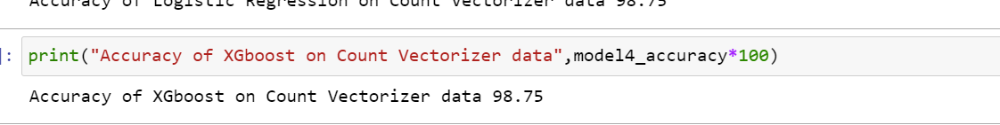 Accuracy of Logistic Regression on Count Vectorizer data 98.75
]: print("Accuracy of XGboost on Count Vectorizer data",model4_accuracy*100)
Accuracy of XGboost on Count Vectorizer data 98.75